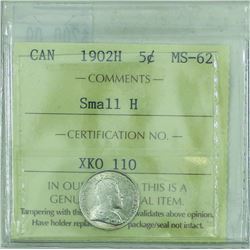 CAN 1902H 5¢ MS-62
— COMMENTS —
Small H
— CERTIFICATION NO. —
XKO 110
IN OUR THIS IS A
GENU AL ITEM.
Tampering with this validates above opinion.
Have holder repla package/seal not intact.